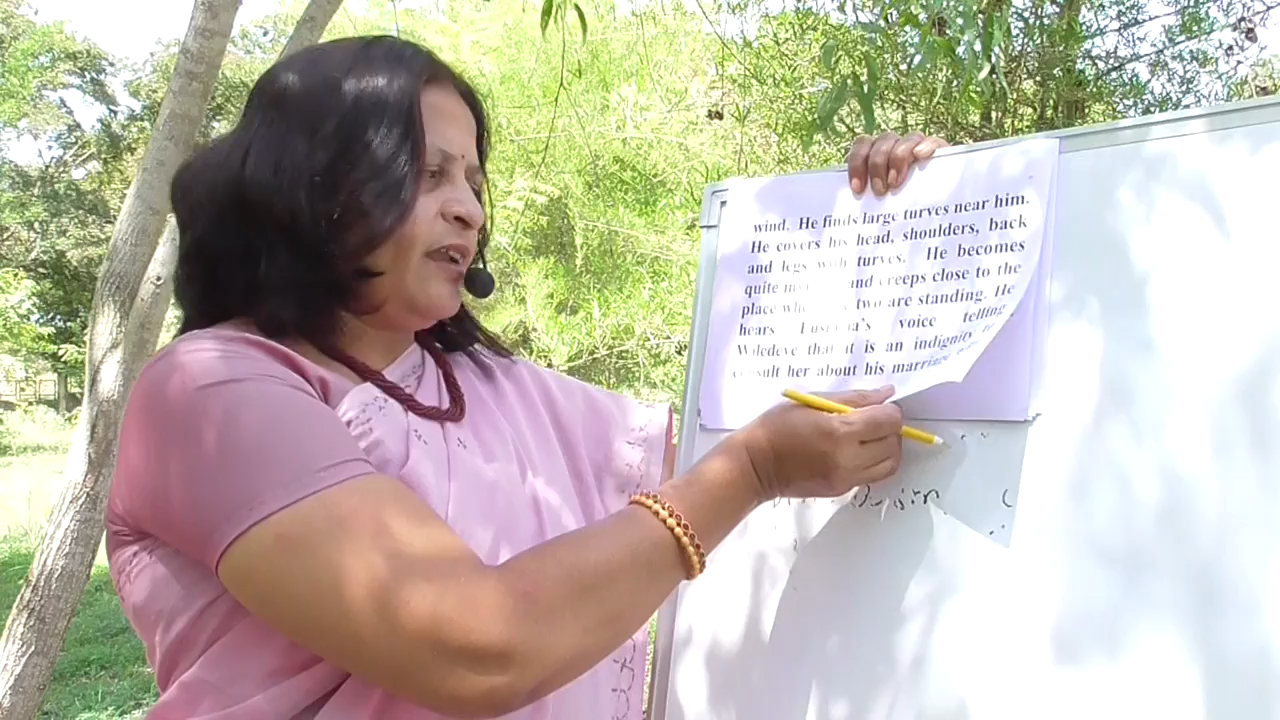 wind. He finds large turves near him.
He covers his head, shoulders, back
and legs with turves. He becomes
quite and creeps close to the
place two are standing. He
hears voice telling
Wildeve that it is an indignity to
consult her about his marriage